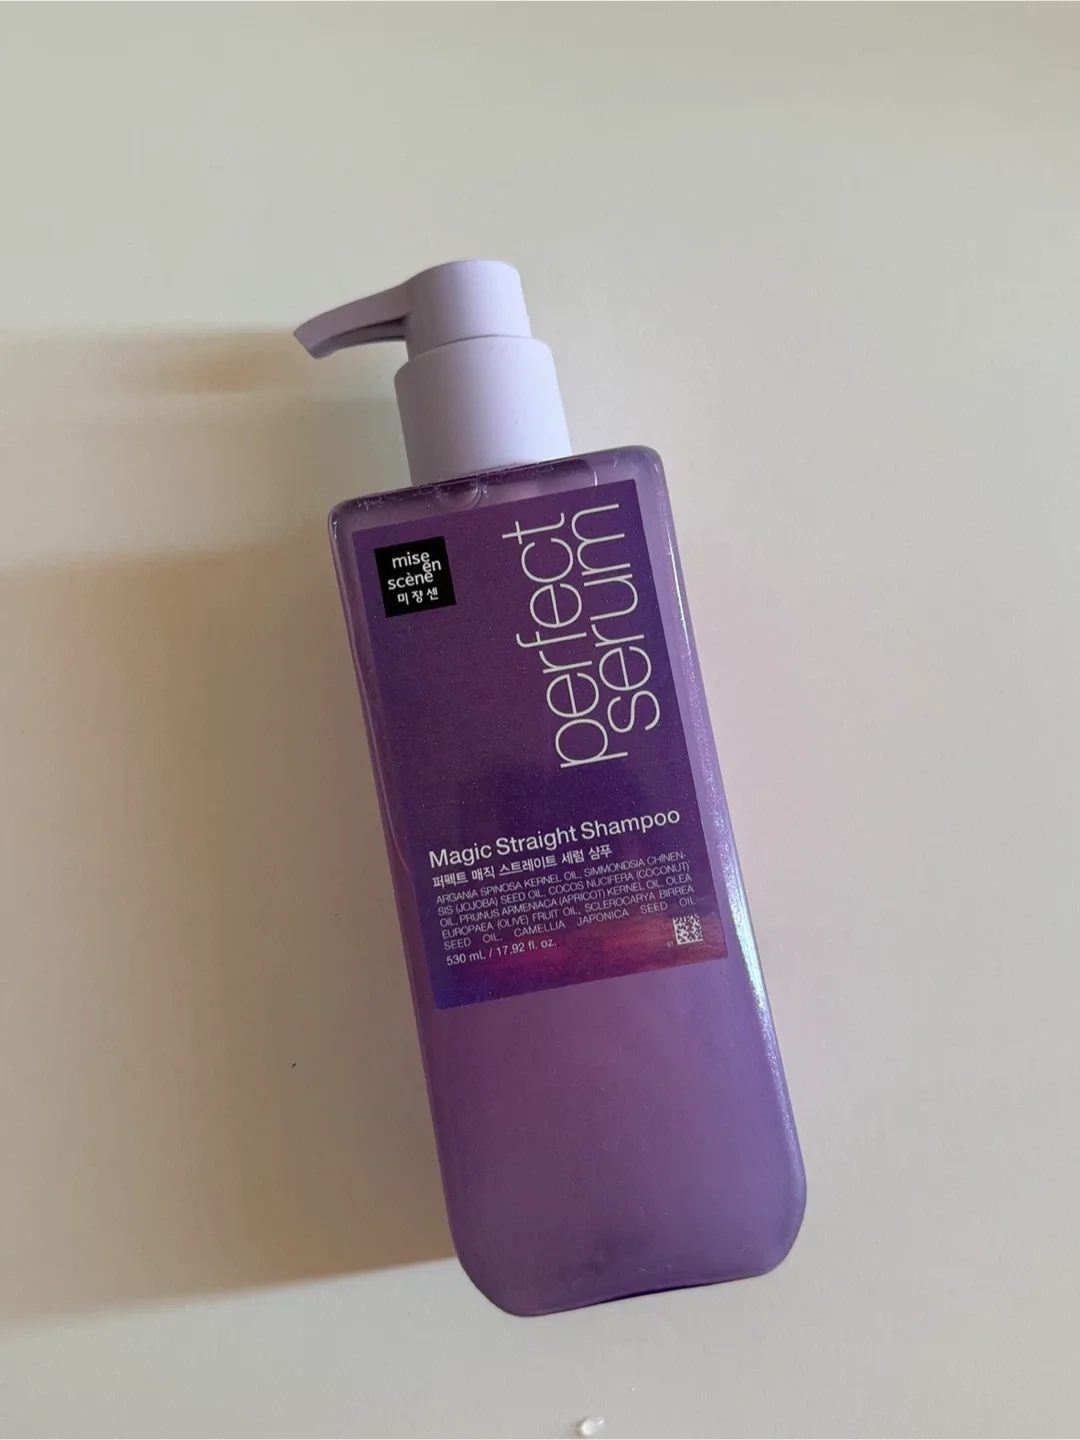 mise
en
scène
미쟝센
perfect
serum
Magic Straight Shampoo
퍼펙트 매직 스트레이트 세럼 샴푸
ARGANIA SPINOSA KERNEL OIL, SIMMONDSIA CHINEN-
SIS (JOJOBA) SEED OIL, COCOS NUCIFERA (COCONUT)
OIL, PRUNUS ARMENIACA (APRICOT) KERNEL OIL, OLEA
EUROPAEA (OLIVE) FRUIT OIL, SCLEROCARYA BIRREA
SEED OIL, CAMELLIA JAPONICA SEED OIL
530 mL / 17.92 fl. oz.
01